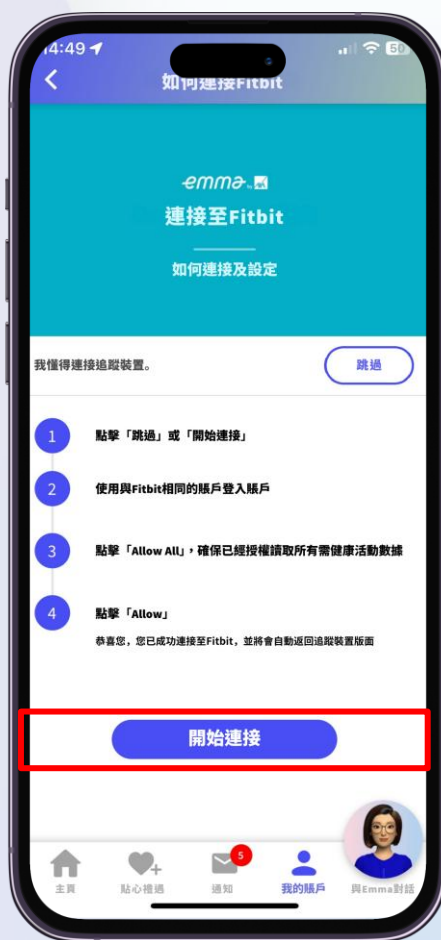 14:49
50
如何連接Fitbit
emma by
連接至Fitbit
如何連接及設定
我懂得連接追蹤裝置。
跳過
1
點擊「跳過」或「開始連接」
2
使用與Fitbit相同的賬戶登入賬戶
3
點擊「Allow All」，確保已經授權讀取所有需健康活動數據
4
點擊「Allow」
恭喜您，您已成功連接至Fitbit，並將會自動返回追蹤裝置版面
開始連接
5
主頁
貼心禮遇
通知
我的賬戶
與Emma對話